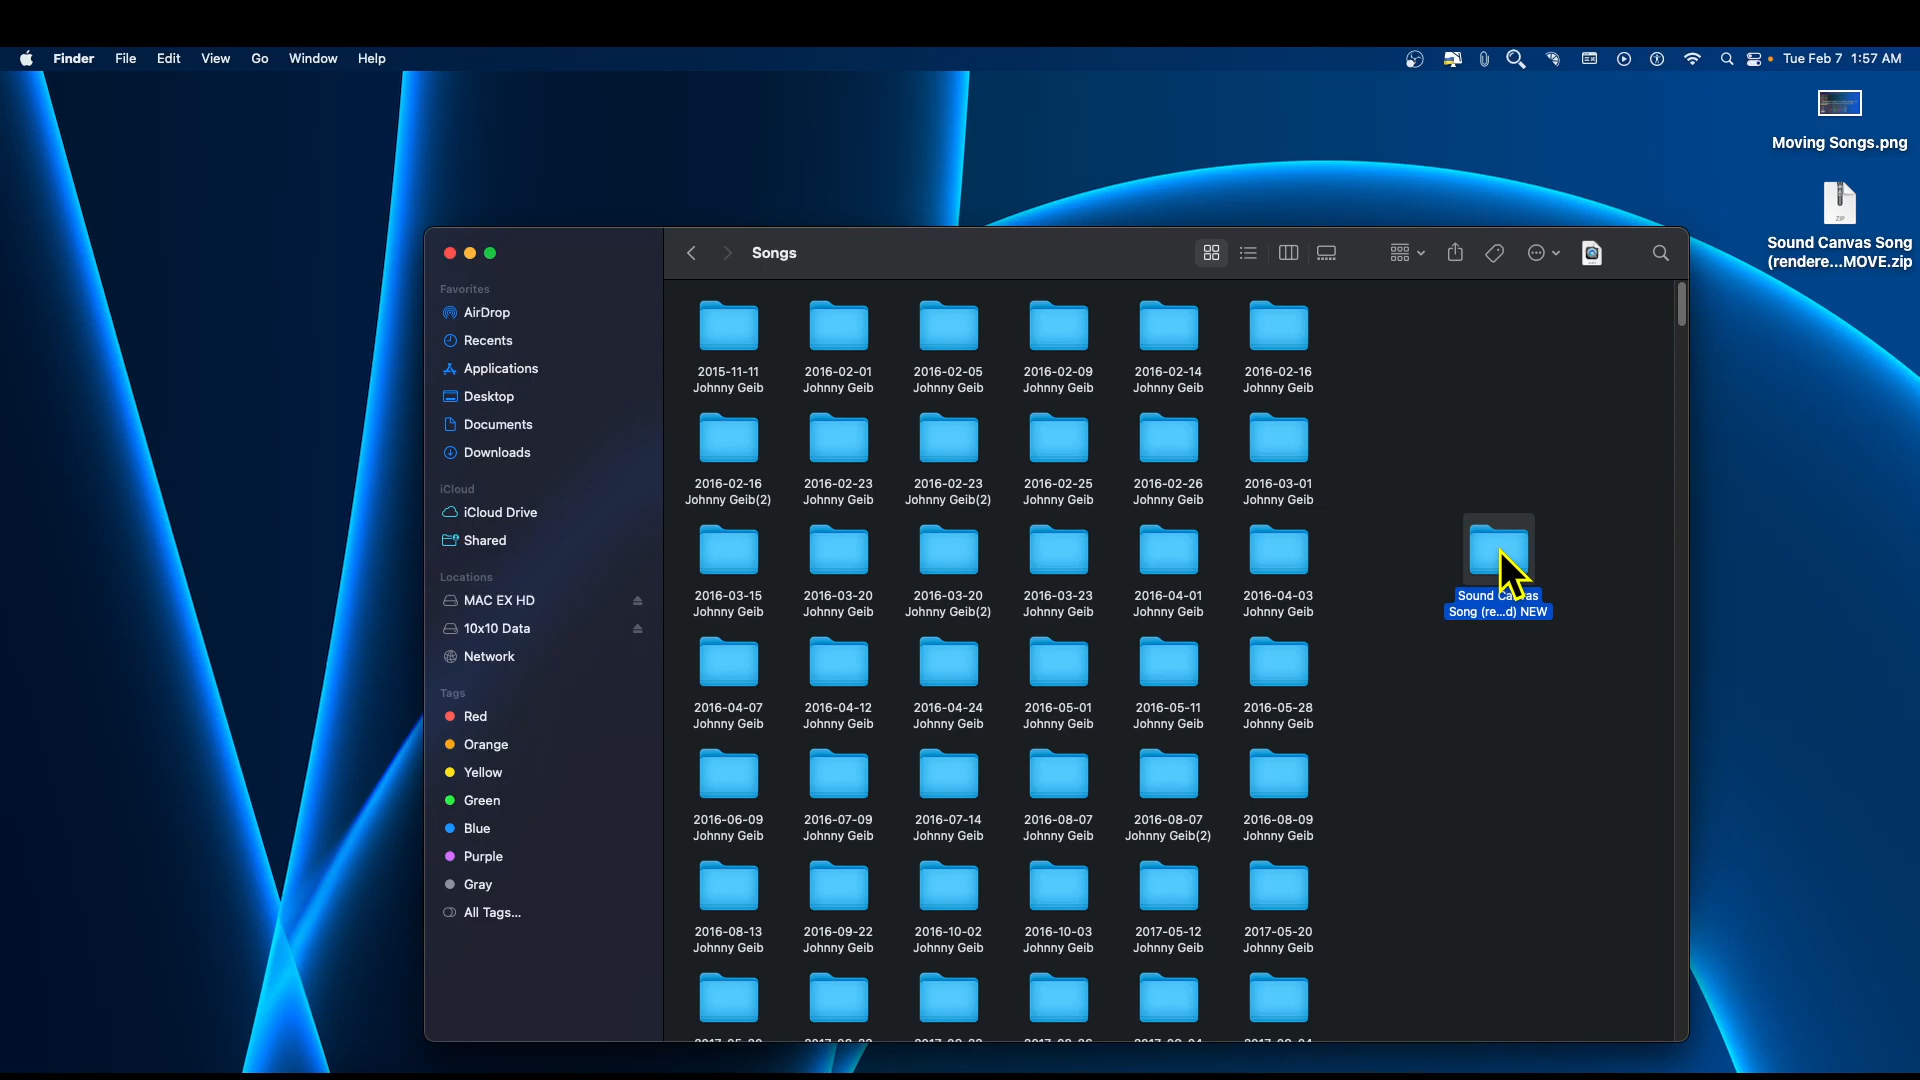 Finder File Edit View Go Window Help Tue Feb 7 1:57 AM
Moving Songs.png
ZIP
Sound Canvas Song
(rendere...MOVE.zip
Songs
Favorites
AirDrop
Recents
Applications
Desktop
Documents
Downloads
iCloud
iCloud Drive
Shared
Locations
MAC EX HD
10x10 Data
Network
Tags
Red
Orange
Yellow
Green
Blue
Purple
Gray
All Tags...
2015-11-11 2016-02-01 2016-02-05 2016-02-09 2016-02-14 2016-02-16
Johnny Geib Johnny Geib Johnny Geib Johnny Geib Johnny Geib Johnny Geib
2016-02-16 2016-02-23 2016-02-23 2016-02-25 2016-02-26 2016-03-01
Johnny Geib(2) Johnny Geib Johnny Geib(2) Johnny Geib Johnny Geib Johnny Geib
2016-03-15 2016-03-20 2016-03-20 2016-03-23 2016-04-01 2016-04-03
Johnny Geib Johnny Geib Johnny Geib(2) Johnny Geib Johnny Geib Johnny Geib
Sound Canvas
Song (re...d) NEW
2016-04-07 2016-04-12 2016-04-24 2016-05-01 2016-05-11 2016-05-28
Johnny Geib Johnny Geib Johnny Geib Johnny Geib Johnny Geib Johnny Geib
2016-06-09 2016-07-09 2016-07-14 2016-08-07 2016-08-07 2016-08-09
Johnny Geib Johnny Geib Johnny Geib Johnny Geib Johnny Geib(2) Johnny Geib
2016-08-13 2016-09-22 2016-10-02 2016-10-03 2017-05-12 2017-05-20
Johnny Geib Johnny Geib Johnny Geib Johnny Geib Johnny Geib Johnny Geib